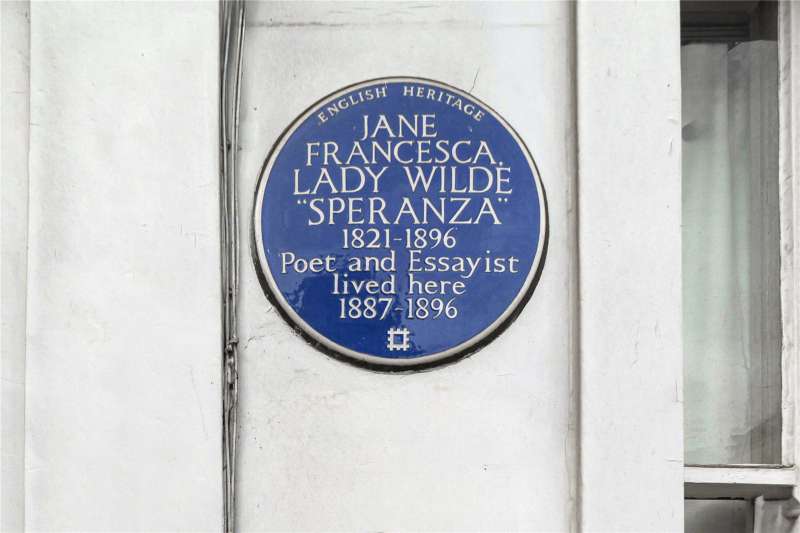 ENGLISH HERITAGE
JANE
FRANCESCA,
LADY WILDE
"SPERANZA"
1821-1896
Poet and Essayist
lived here
1887-1896